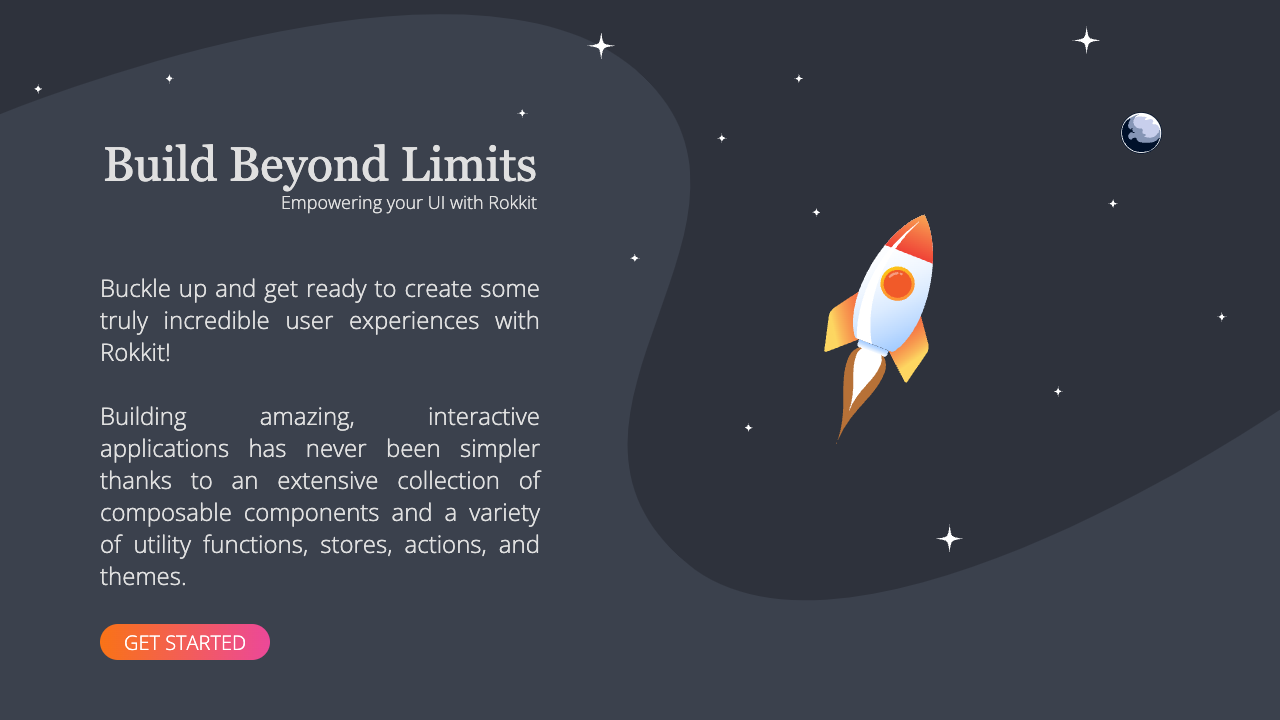 Build Beyond Limits
Empowering your UI with Rokkit
Buckle up and get ready to create some
truly incredible user experiences with
Rokkit!
Building amazing, interactive
applications has never been simpler
thanks to an extensive collection of
composable components and a variety
of utility functions, stores, actions, and
themes.
GET STARTED